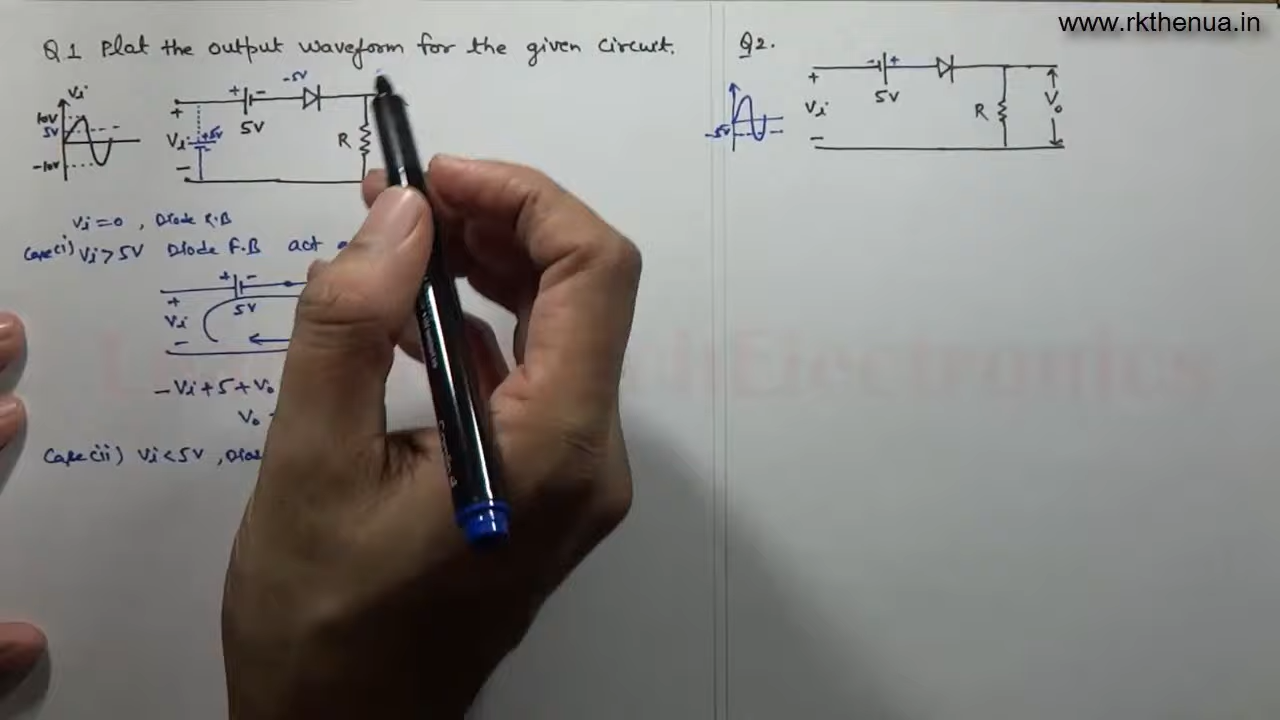 www.rkthenua.in
Q1 Plat the output waveform for the given circuit.
Vi
10V
5V
-10V
+ - -5V
5V
+
Vi +5V
-
R
Vi = 0, Diode R.B
Case(i) Vi > 5V Diode F.B act
+ -
5V
+
Vi
-
-Vi + 5 + Vo
Vo
Case(ii) Vi < 5V,
Q2.
-5V
- +
5V
+
Vi
-
R
Vo